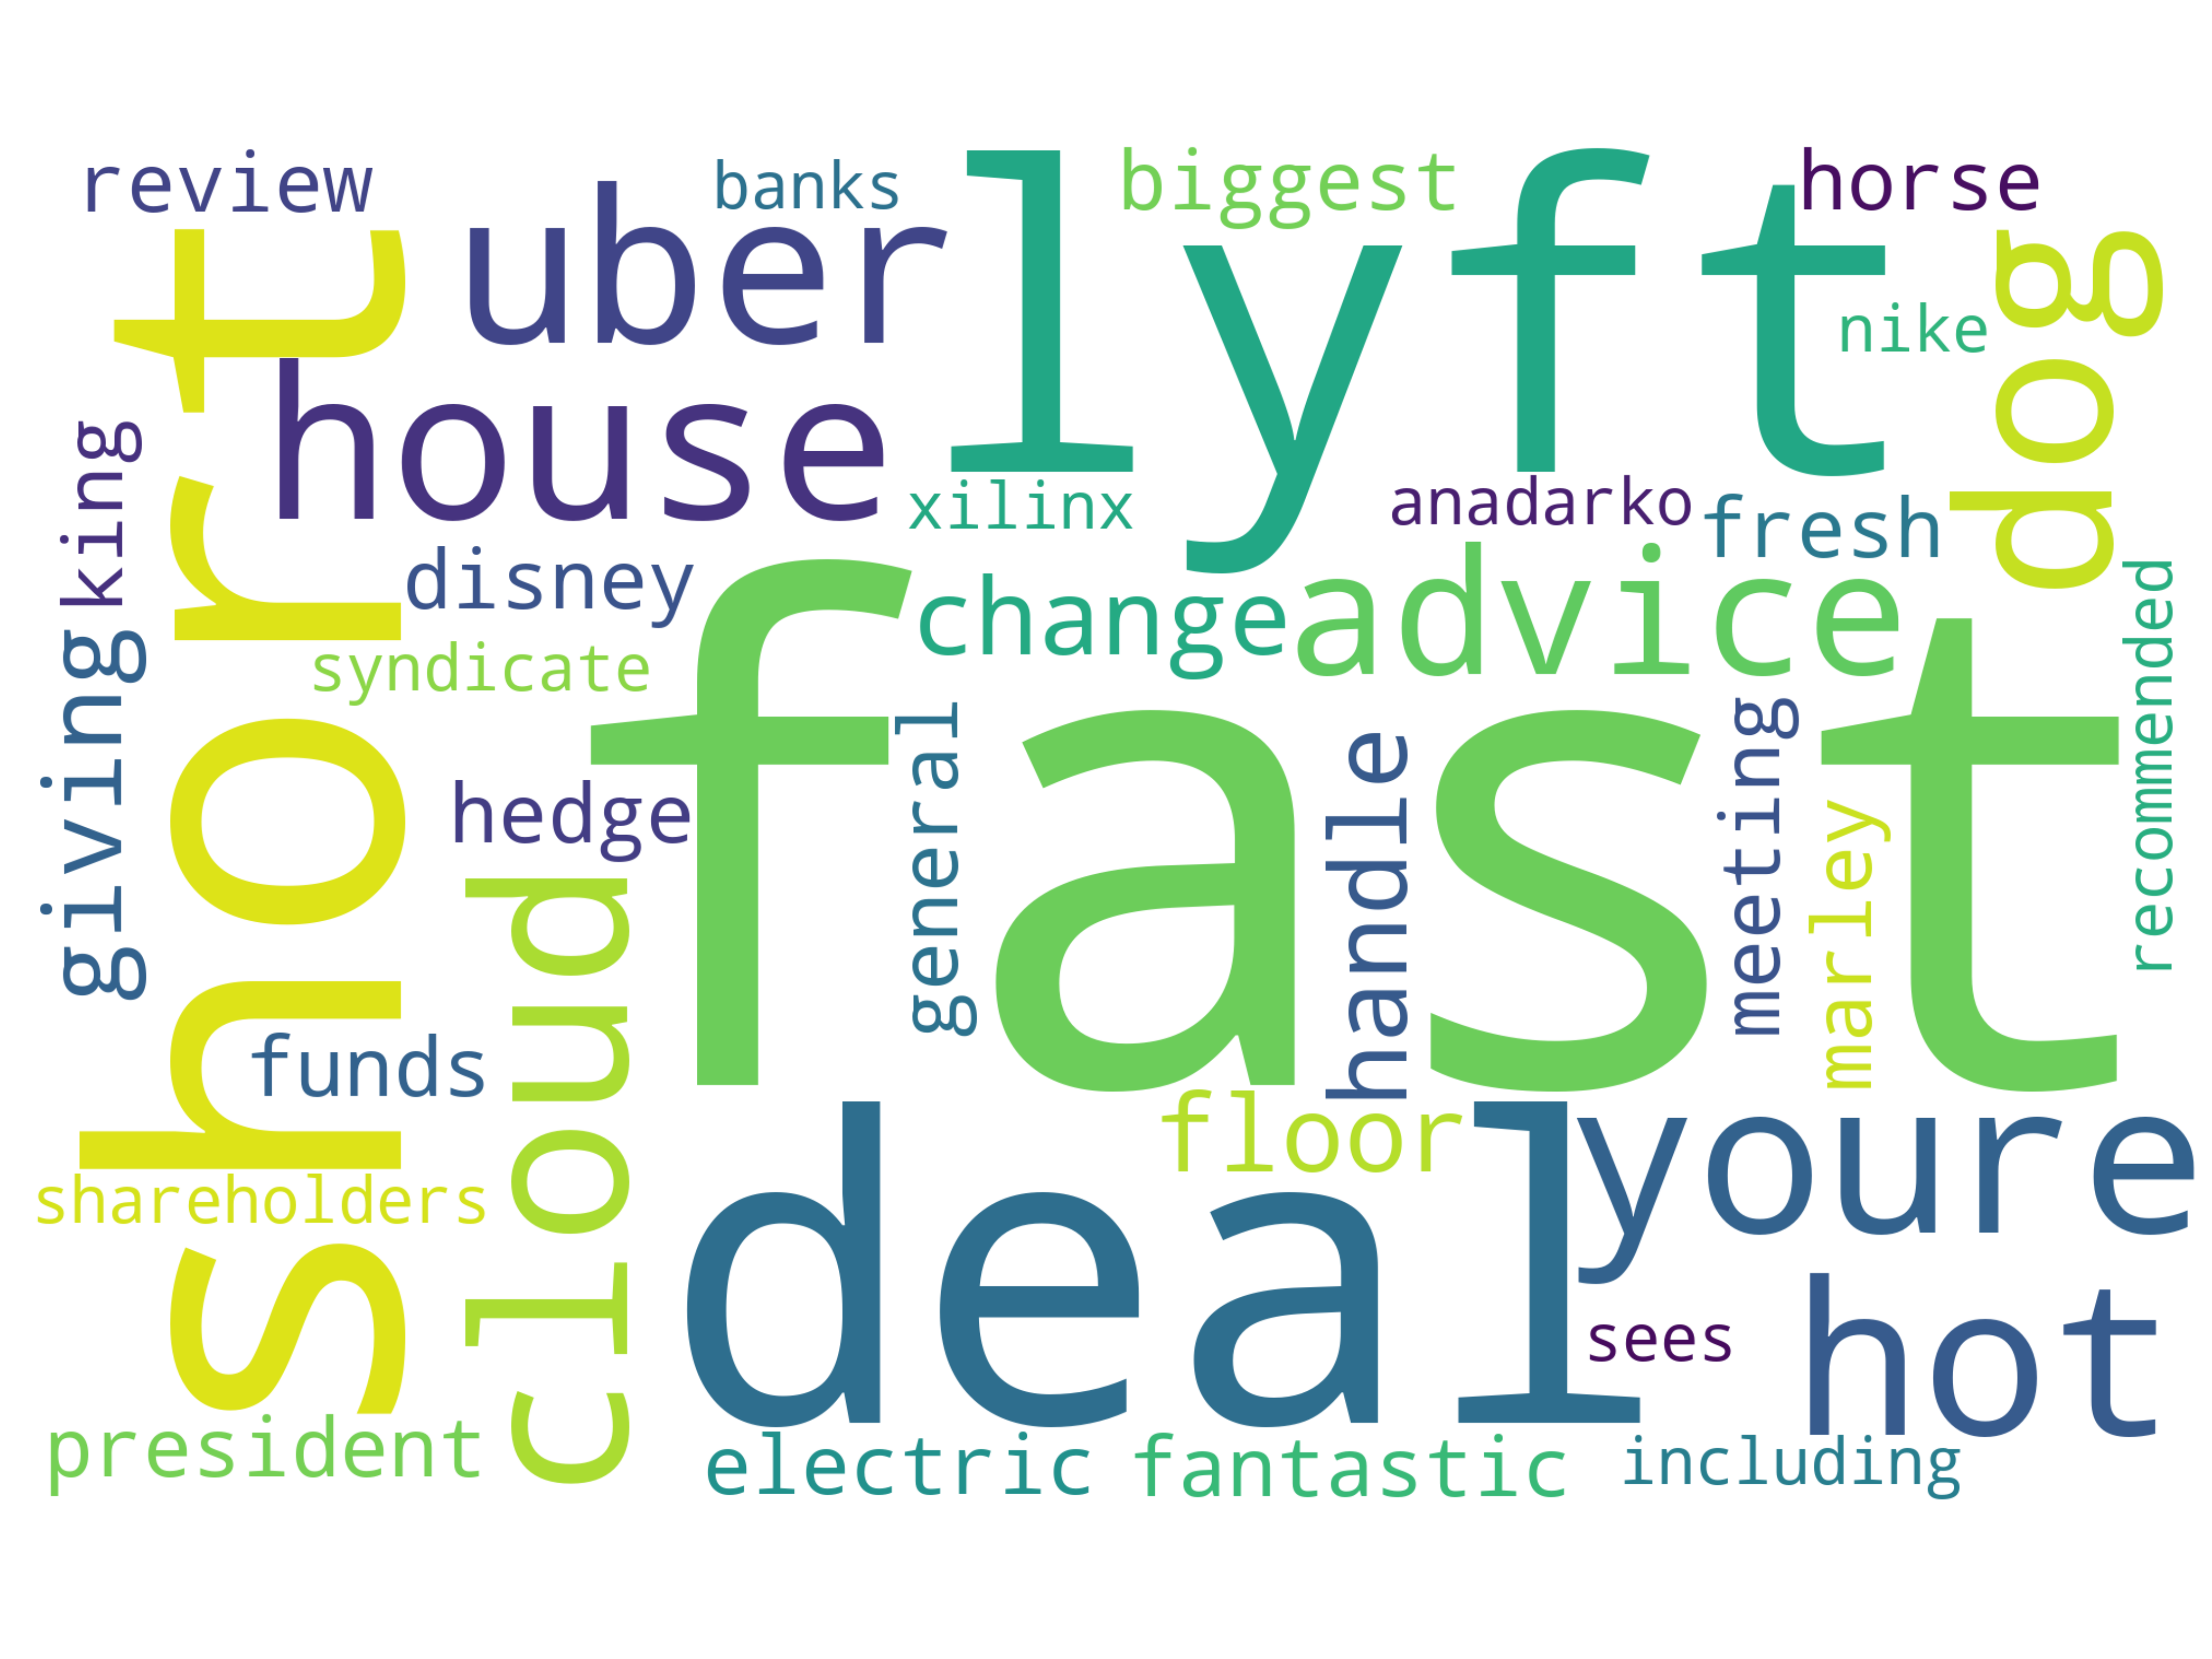 review
banks
biggest
horse
uber
lyft
nike
dog
short
house
king
xilinx
anadarko
fresh
disney
change
advice
syndicate
fast
recommended
giving
general
handle
meeting
marley
hedge
cloud
funds
floor
youre
shareholders
deal
hot
sees
president
electric
fantastic
including